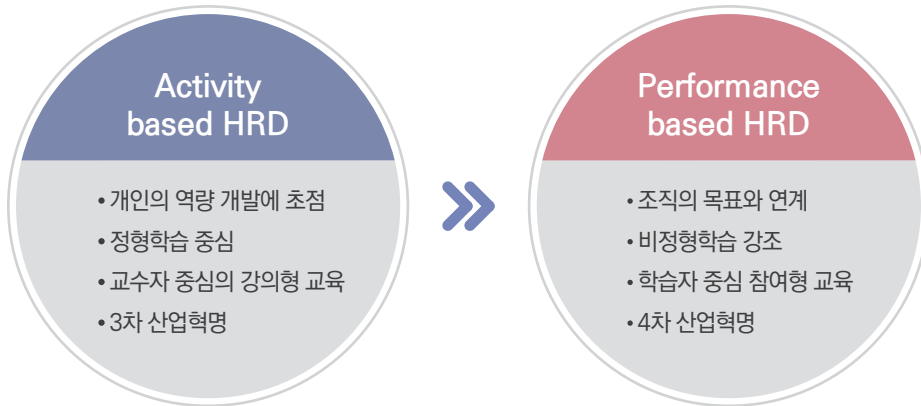 Activity
based HRD
• 개인의 역량 개발에 초점
• 정형학습 중심
• 교수자 중심의 강의형 교육
• 3차 산업혁명
Performance
based HRD
• 조직의 목표와 연계
• 비정형학습 강조
• 학습자 중심 참여형 교육
• 4차 산업혁명